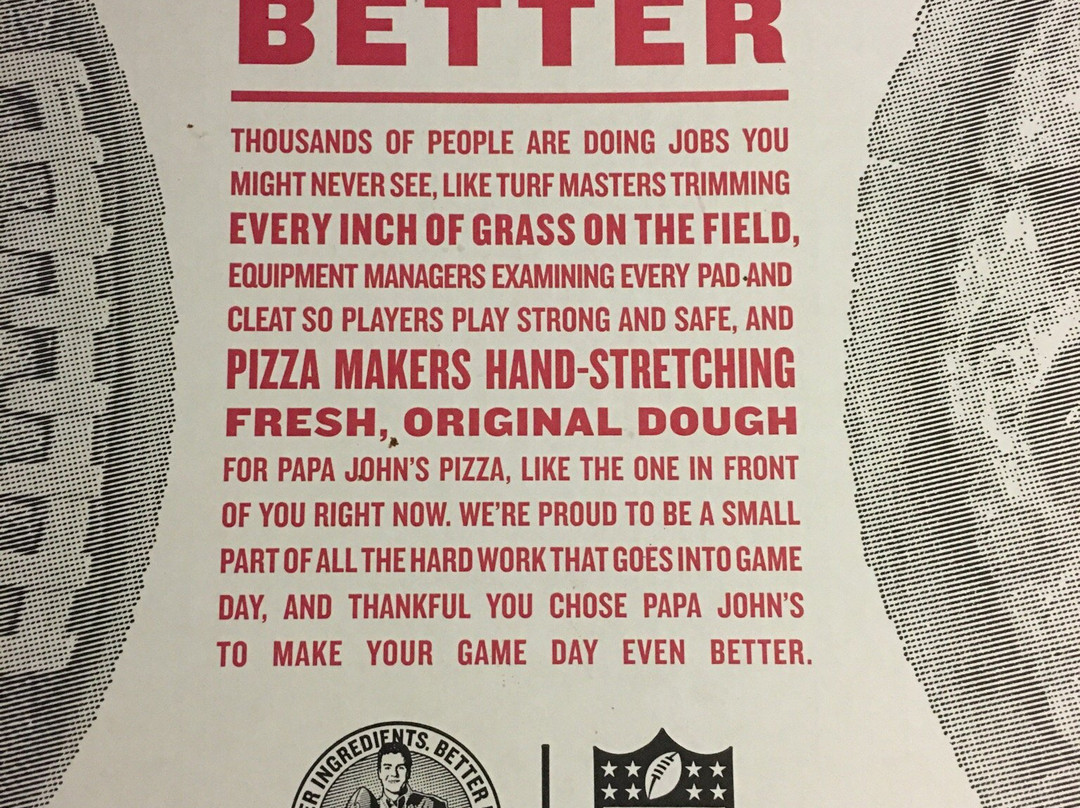 BETTER
THOUSANDS OF PEOPLE ARE DOING JOBS YOU
MIGHT NEVER SEE, LIKE TURF MASTERS TRIMMING
EVERY INCH OF GRASS ON THE FIELD,
EQUIPMENT MANAGERS EXAMINING EVERY PAD AND
CLEAT SO PLAYERS PLAY STRONG AND SAFE, AND
PIZZA MAKERS HAND-STRETCHING
FRESH, ORIGINAL DOUGH
FOR PAPA JOHN'S PIZZA, LIKE THE ONE IN FRONT
OF YOU RIGHT NOW. WE'RE PROUD TO BE A SMALL
PART OF ALL THE HARD WORK THAT GOES INTO GAME
DAY, AND THANKFUL YOU CHOSE PAPA JOHN'S
TO MAKE YOUR GAME DAY EVEN BETTER.
INGREDIENTS. BETTER